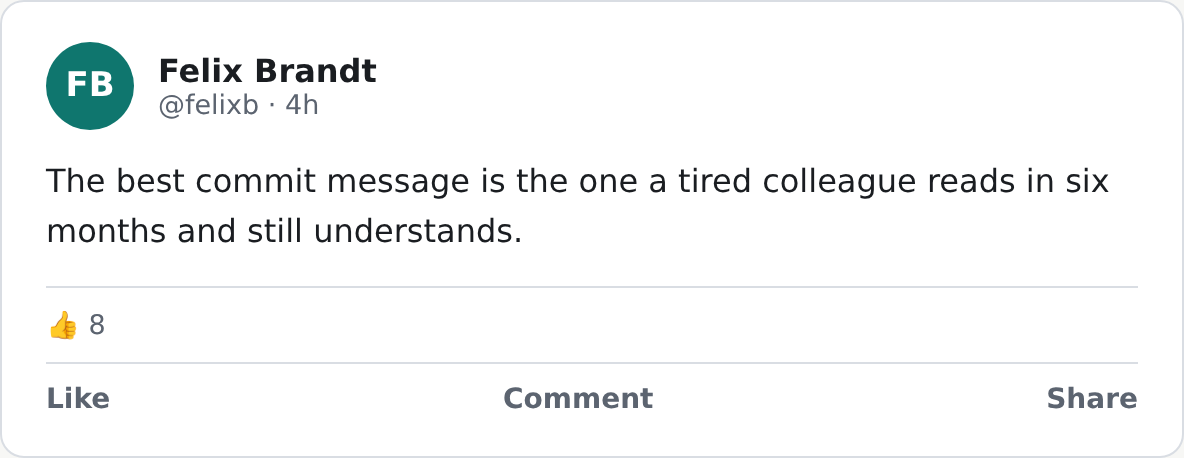 FB
Felix Brandt
@felixb · 4h
The best commit message is the one a tired colleague reads in six
months and still understands.
👍 8
Like Comment Share